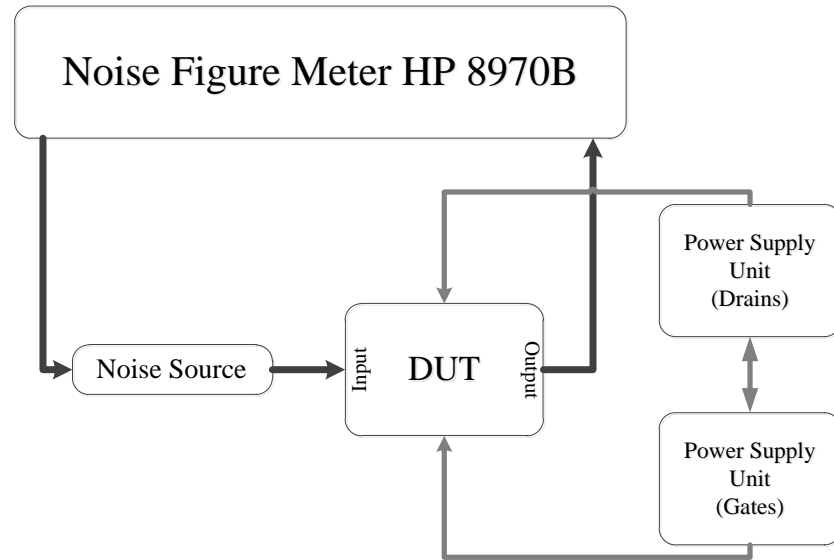 Noise Figure Meter HP 8970B
Power Supply
Unit
(Drains)
Noise Source
Input
DUT
Output
Power Supply
Unit
(Gates)